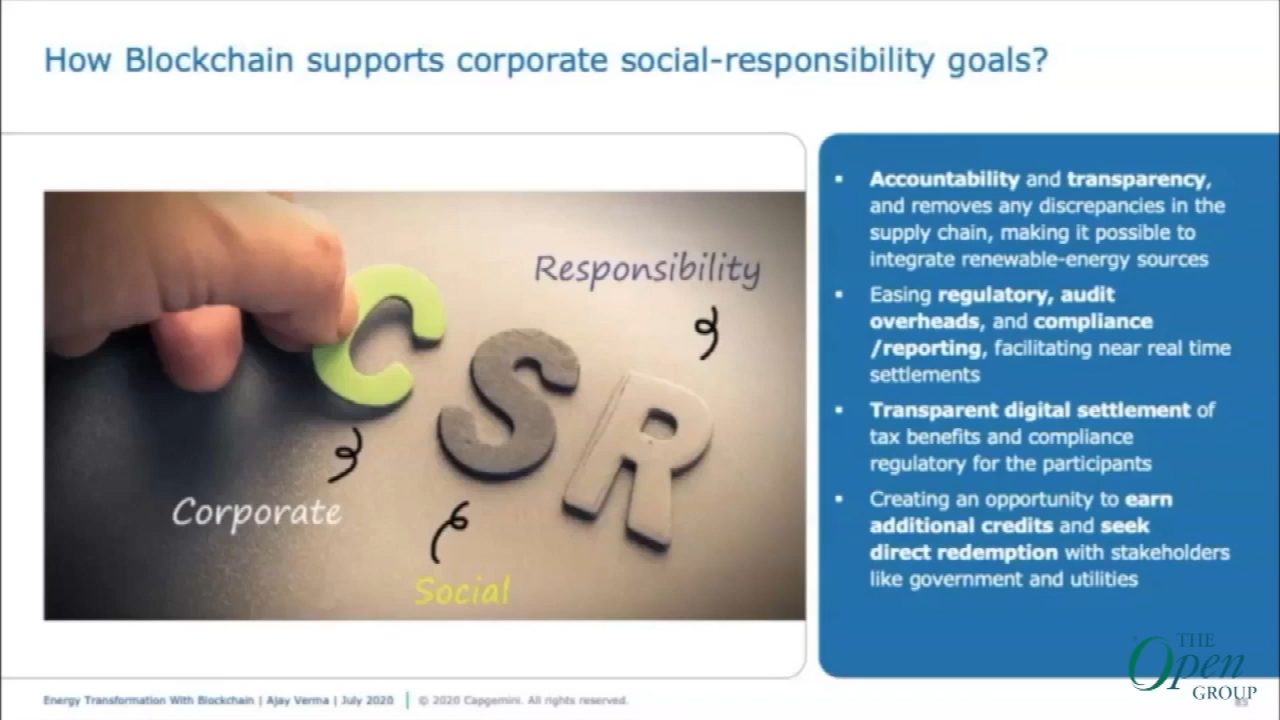 How Blockchain supports corporate social-responsibility goals?
C
S
R
Responsibility
Corporate
Social
▪ Accountability and transparency,
and removes any discrepancies in the
supply chain, making it possible to
integrate renewable-energy sources
▪ Easing regulatory, audit
overheads, and compliance
/reporting, facilitating near real time
settlements
▪ Transparent digital settlement of
tax benefits and compliance
regulatory for the participants
▪ Creating an opportunity to earn
additional credits and seek
direct redemption with stakeholders
like government and utilities
THE
Open
GROUP
Energy Transformation With Blockchain | Ajay Verma | July 2020 | © 2020 Capgemini. All rights reserved.